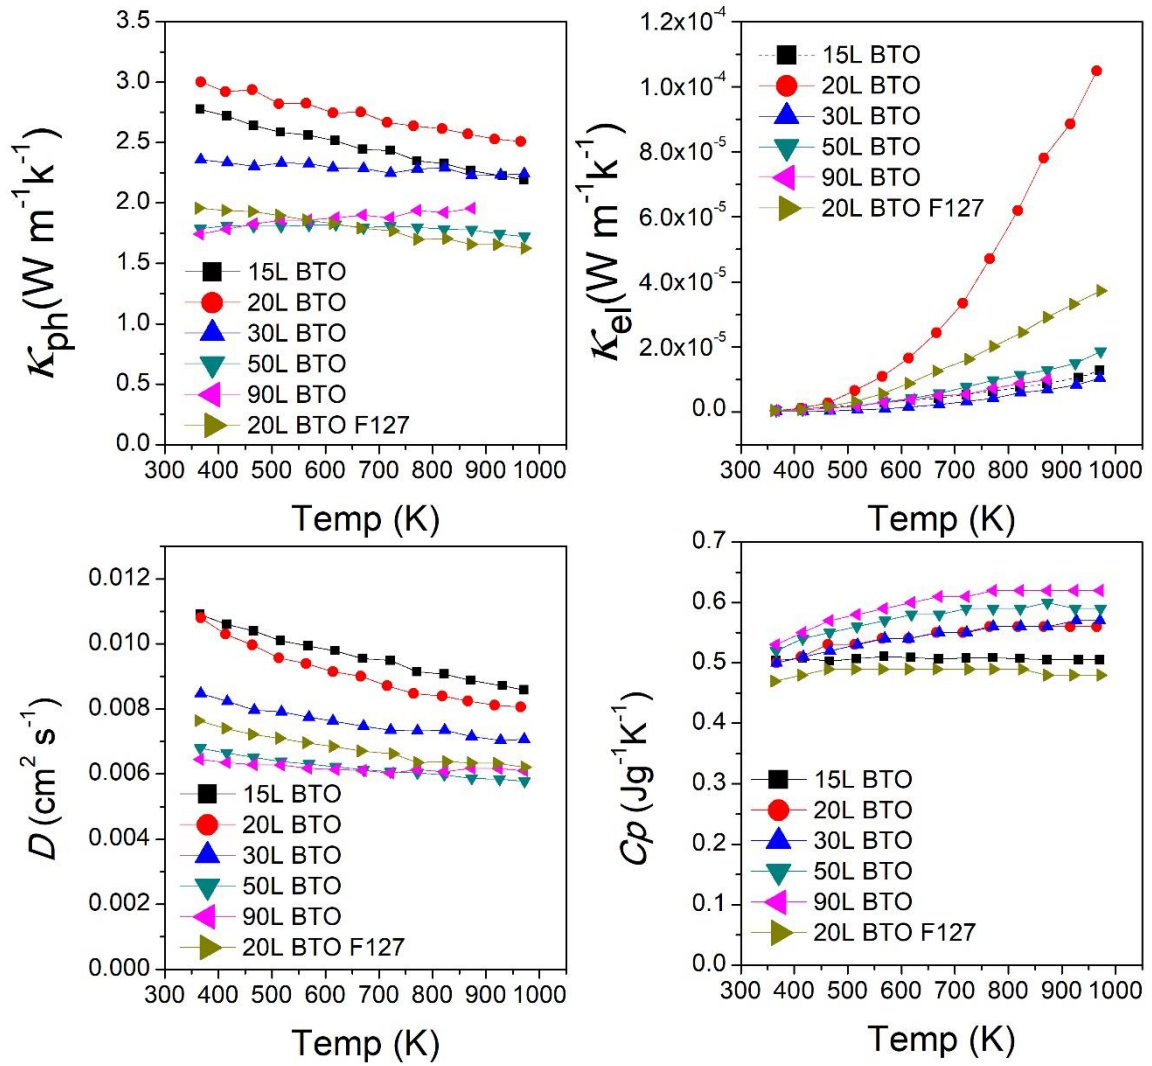 3.5
3.0
2.5
2.0
1.5
1.0
0.5
0.0
κph(W m-1k-1)
15L BTO
20L BTO
30L BTO
50L BTO
90L BTO
20L BTO F127
300 400 500 600 700 800 900 1000
Temp (K)
1.2x10-4
1.0x10-4
8.0x10-5
6.0x10-5
4.0x10-5
2.0x10-5
0.0
κel(W m-1k-1)
15L BTO
20L BTO
30L BTO
50L BTO
90L BTO
20L BTO F127
300 400 500 600 700 800 900 1000
Temp (K)
0.012
0.010
0.008
0.006
0.004
0.002
0.000
D (cm2 s-1)
15L BTO
20L BTO
30L BTO
50L BTO
90L BTO
20L BTO F127
300 400 500 600 700 800 900 1000
Temp (K)
0.7
0.6
0.5
0.4
0.3
0.2
0.1
0.0
Cp (Jg-1K-1)
15L BTO
20L BTO
30L BTO
50L BTO
90L BTO
20L BTO F127
300 400 500 600 700 800 900 1000
Temp (K)